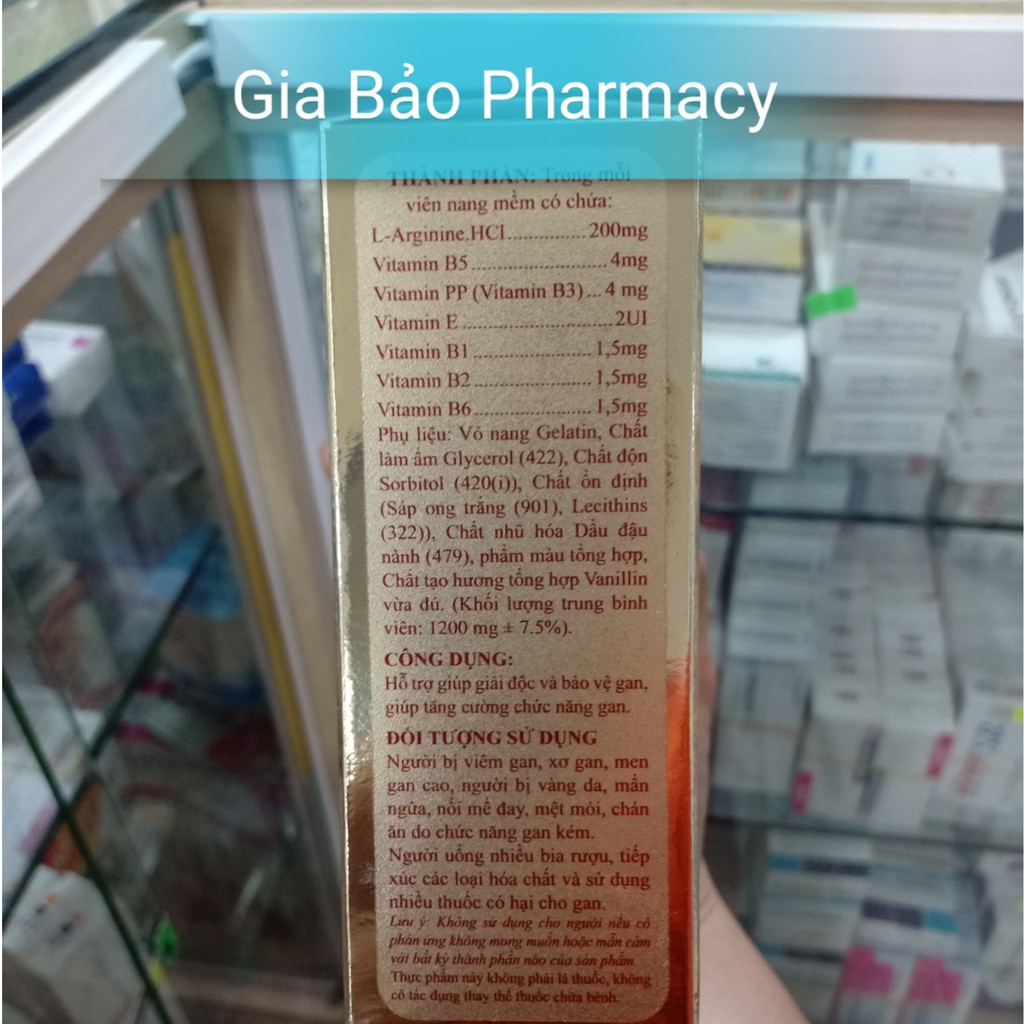 Gia Bảo Pharmacy
THÀNH PHẦN: Trong mỗi
viên nang mềm có chứa:
L-Arginine.HCl............... 200mg
Vitamin B5 .......................... 4mg
Vitamin PP (Vitamin B3) ... 4 mg
Vitamin E ............................. 2UI
Vitamin B1 ...................... 1,5mg
Vitamin B2 ...................... 1,5mg
Vitamin B6 ...................... 1,5mg
Phụ liệu: Vỏ nang Gelatin, Chất
làm ẩm Glycerol (422), Chất độn
Sorbitol (420(i)), Chất ổn định
(Sáp ong trắng (901), Lecithins
(322)), Chất nhũ hóa Dầu đậu
nành (479), phẩm màu tổng hợp,
Chất tạo hương tổng hợp Vanillin
vừa đủ. (Khối lượng trung bình
viên: 1200 mg ± 7.5%).
CÔNG DỤNG:
Hỗ trợ giúp giải độc và bảo vệ gan,
giúp tăng cường chức năng gan.
ĐỐI TƯỢNG SỬ DỤNG
Người bị viêm gan, xơ gan, men
gan cao, người bị vàng da, mẩn
ngứa, nổi mề đay, mệt mỏi, chán
ăn do chức năng gan kém.
Người uống nhiều bia rượu, tiếp
xúc các loại hóa chất và sử dụng
nhiều thuốc có hại cho gan.
Lưu ý: Không sử dụng cho người nếu có
phản ứng không mong muốn hoặc mẫn cảm
với bất kỳ thành phần nào của sản phẩm.
Thực phẩm này không phải là thuốc, không
có tác dụng thay thế thuốc chữa bệnh.